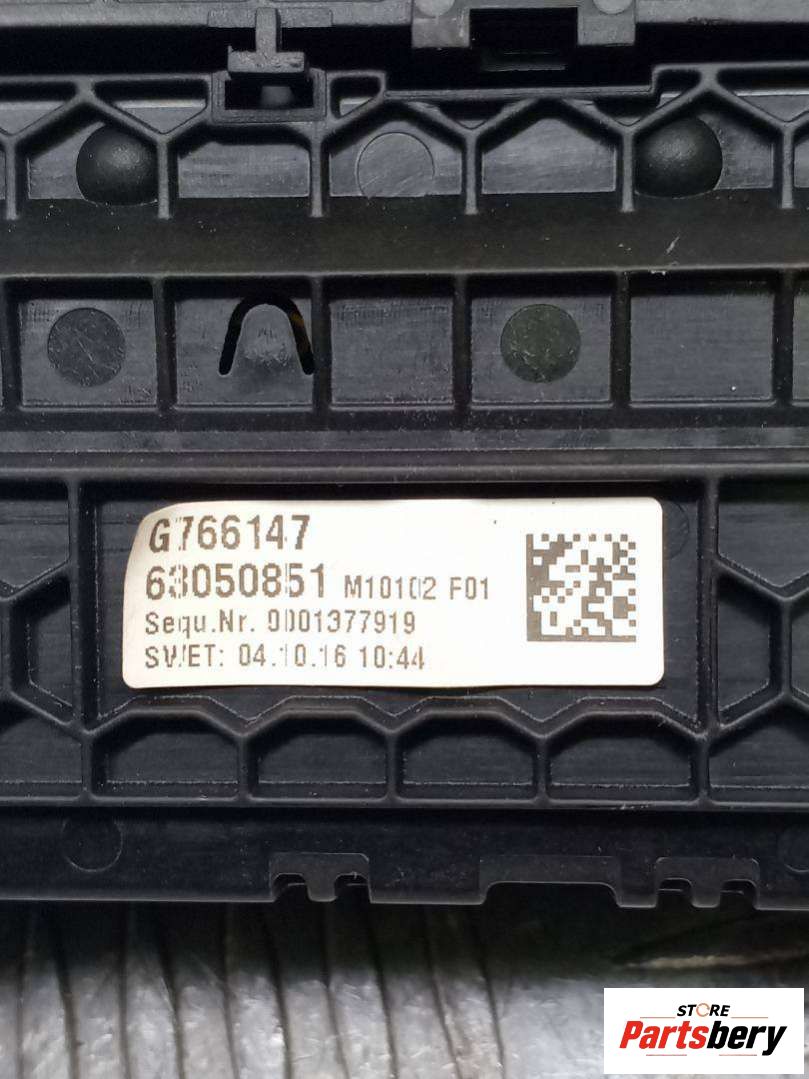 G766147
63050851 M10102 F01
Sequ.Nr. 0001377919
SW/ET: 04.10.16 10:44
STORE
Partsbery